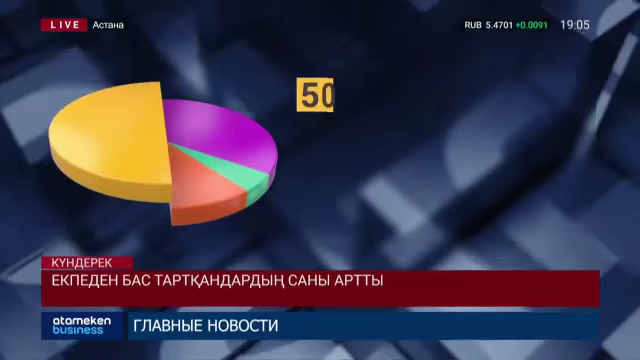 LIVE Астана RUB 5.4701 +0.0091 19:05
50
КҮНДЕРЕК
ЕКПЕДЕН БАС ТАРТҚАНДАРДЫҢ САНЫ АРТТЫ
atameken
business
ГЛАВНЫЕ НОВОСТИ